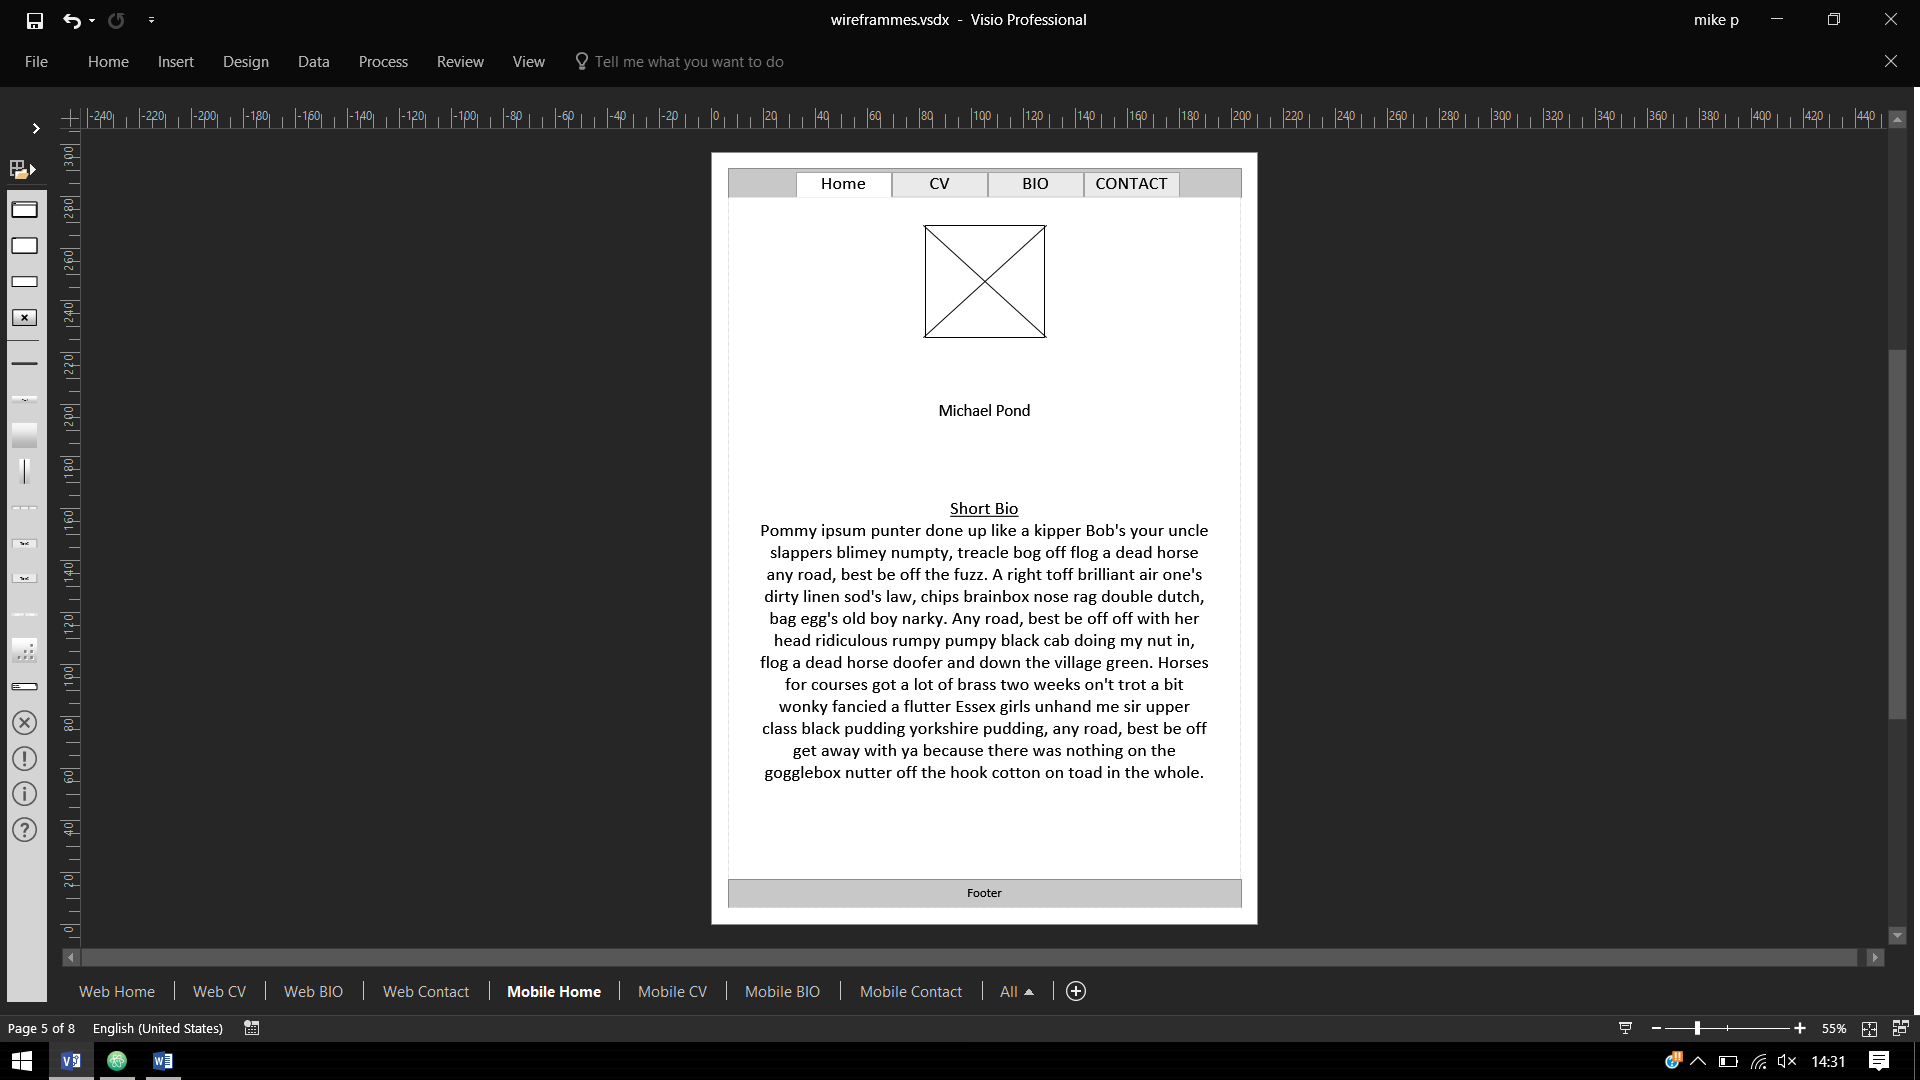 wireframmes.vsdx - Visio Professional
mike p
File Home Insert Design Data Process Review View Tell me what you want to do
-240 -220 -200 -180 -160 -140 -120 -100 -80 -60 -40 -20 0 20 40 60 80 100 120 140 160 180 200 220 240 260 280 300 320 340 360 380 400 420 440
300
280
260
240
220
200
180
160
140
120
100
80
60
40
20
0
Home CV BIO CONTACT
Michael Pond
Short Bio
Pommy ipsum punter done up like a kipper Bob's your uncle
slappers blimey numpty, treacle bog off flog a dead horse
any road, best be off the fuzz. A right toff brilliant air one's
dirty linen sod's law, chips brainbox nose rag double dutch,
bag egg's old boy narky. Any road, best be off off with her
head ridiculous rumpy pumpy black cab doing my nut in,
flog a dead horse doofer and down the village green. Horses
for courses got a lot of brass two weeks on't trot a bit
wonky fancied a flutter Essex girls unhand me sir upper
class black pudding yorkshire pudding, any road, best be off
get away with ya because there was nothing on the
gogglebox nutter off the hook cotton on toad in the whole.
Footer
Web Home Web CV Web BIO Web Contact Mobile Home Mobile CV Mobile BIO Mobile Contact All
Page 5 of 8 English (United States) 55%
14:31